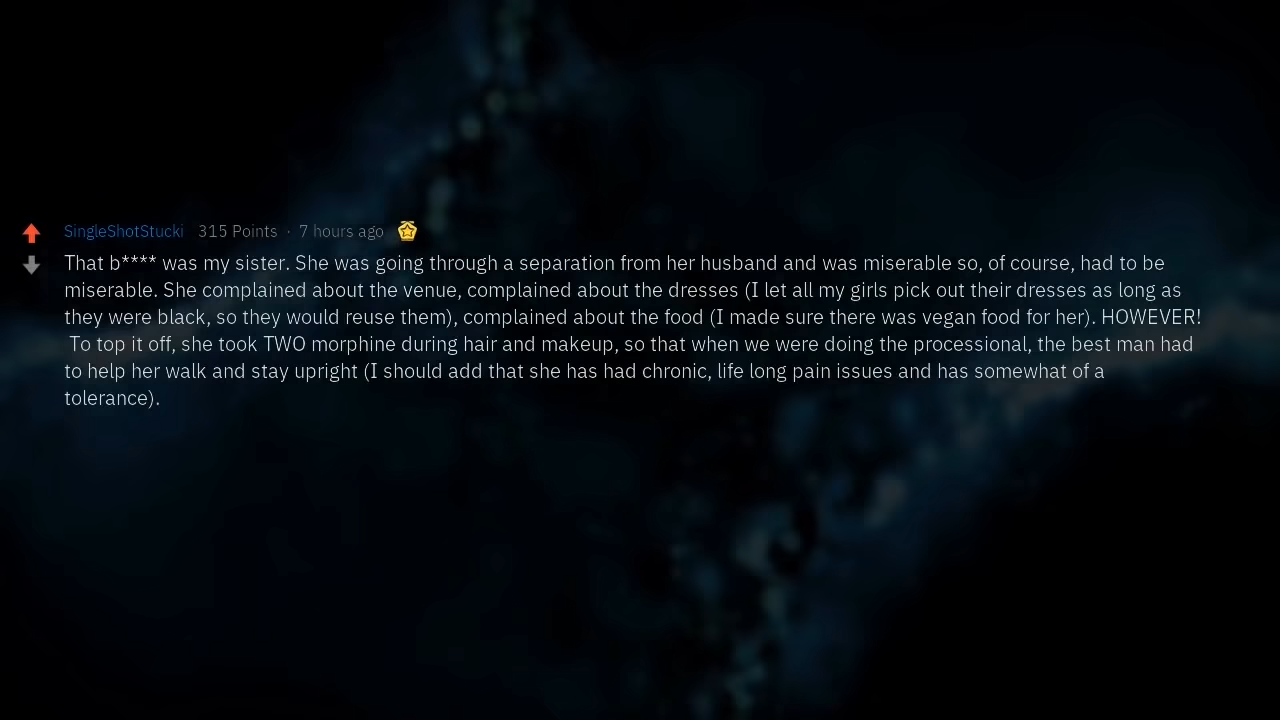 SingleShotStucki 315 Points · 7 hours ago
That b**** was my sister. She was going through a separation from her husband and was miserable so, of course, had to be
miserable. She complained about the venue, complained about the dresses (I let all my girls pick out their dresses as long as
they were black, so they would reuse them), complained about the food (I made sure there was vegan food for her). HOWEVER!
To top it off, she took TWO morphine during hair and makeup, so that when we were doing the processional, the best man had
to help her walk and stay upright (I should add that she has had chronic, life long pain issues and has somewhat of a
tolerance).